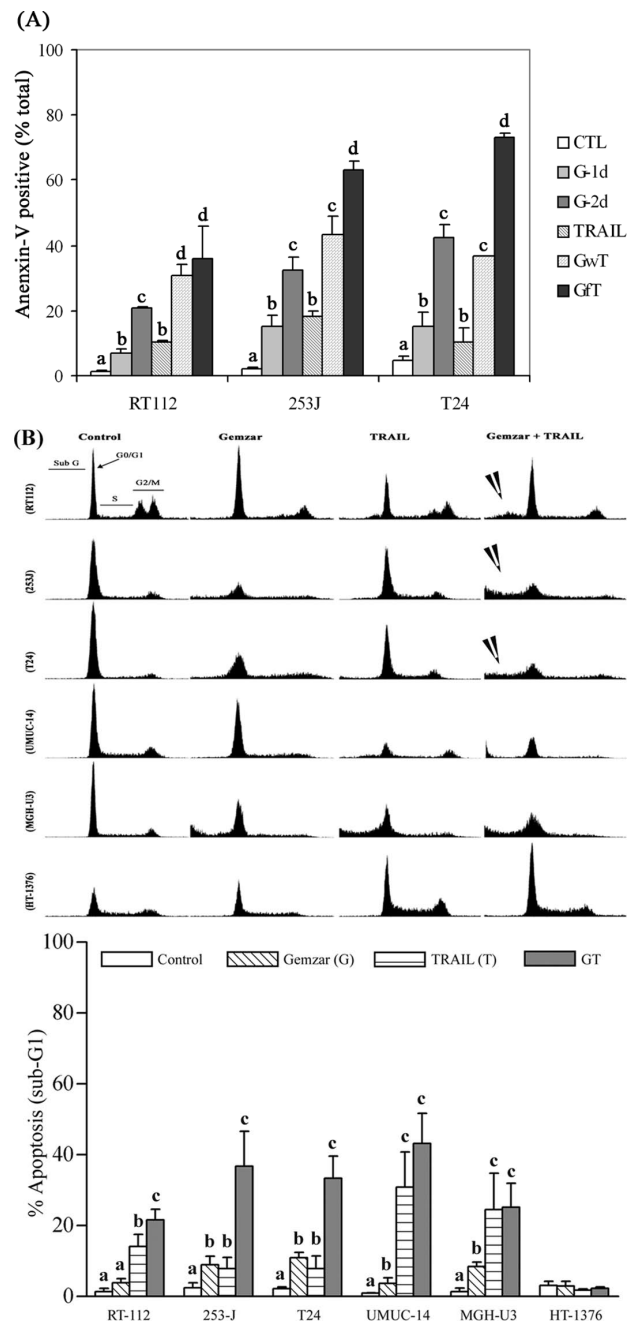 (A)
Anemxin-V positive (% total)
100
80
60
40
20
0
a b c b d d
a b c b c d
a b c b c d
RT112 253J T24
CTL
G-1d
G-2d
TRAIL
GwT
GfT
(B)
Control Gemzar TRAIL Gemzar + TRAIL
Sub G G0/G1 S G2/M
(RT112)
(253J)
(T24)
(UMUC-14)
(MGH-U3)
(HT-1376)
% Apoptosis (sub-G1)
100
80
60
40
20
0
Control Gemzar (G) TRAIL (T) GT
a a b c
a b b c
a b b c
a b c c
a b c c
RT-112 253-J T24 UMUC-14 MGH-U3 HT-1376